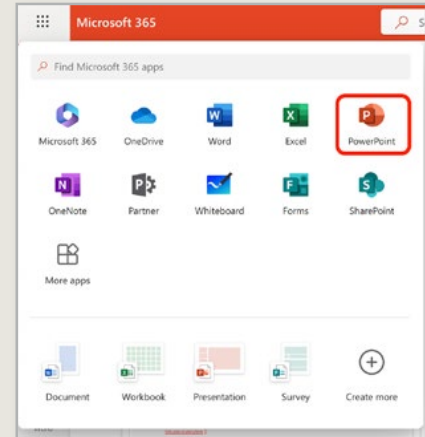 Microsoft 365
Find Microsoft 365 apps
Microsoft 365 OneDrive Word Excel PowerPoint
OneNote Partner Whiteboard Forms SharePoint
More apps
Document Workbook Presentation Survey Create more